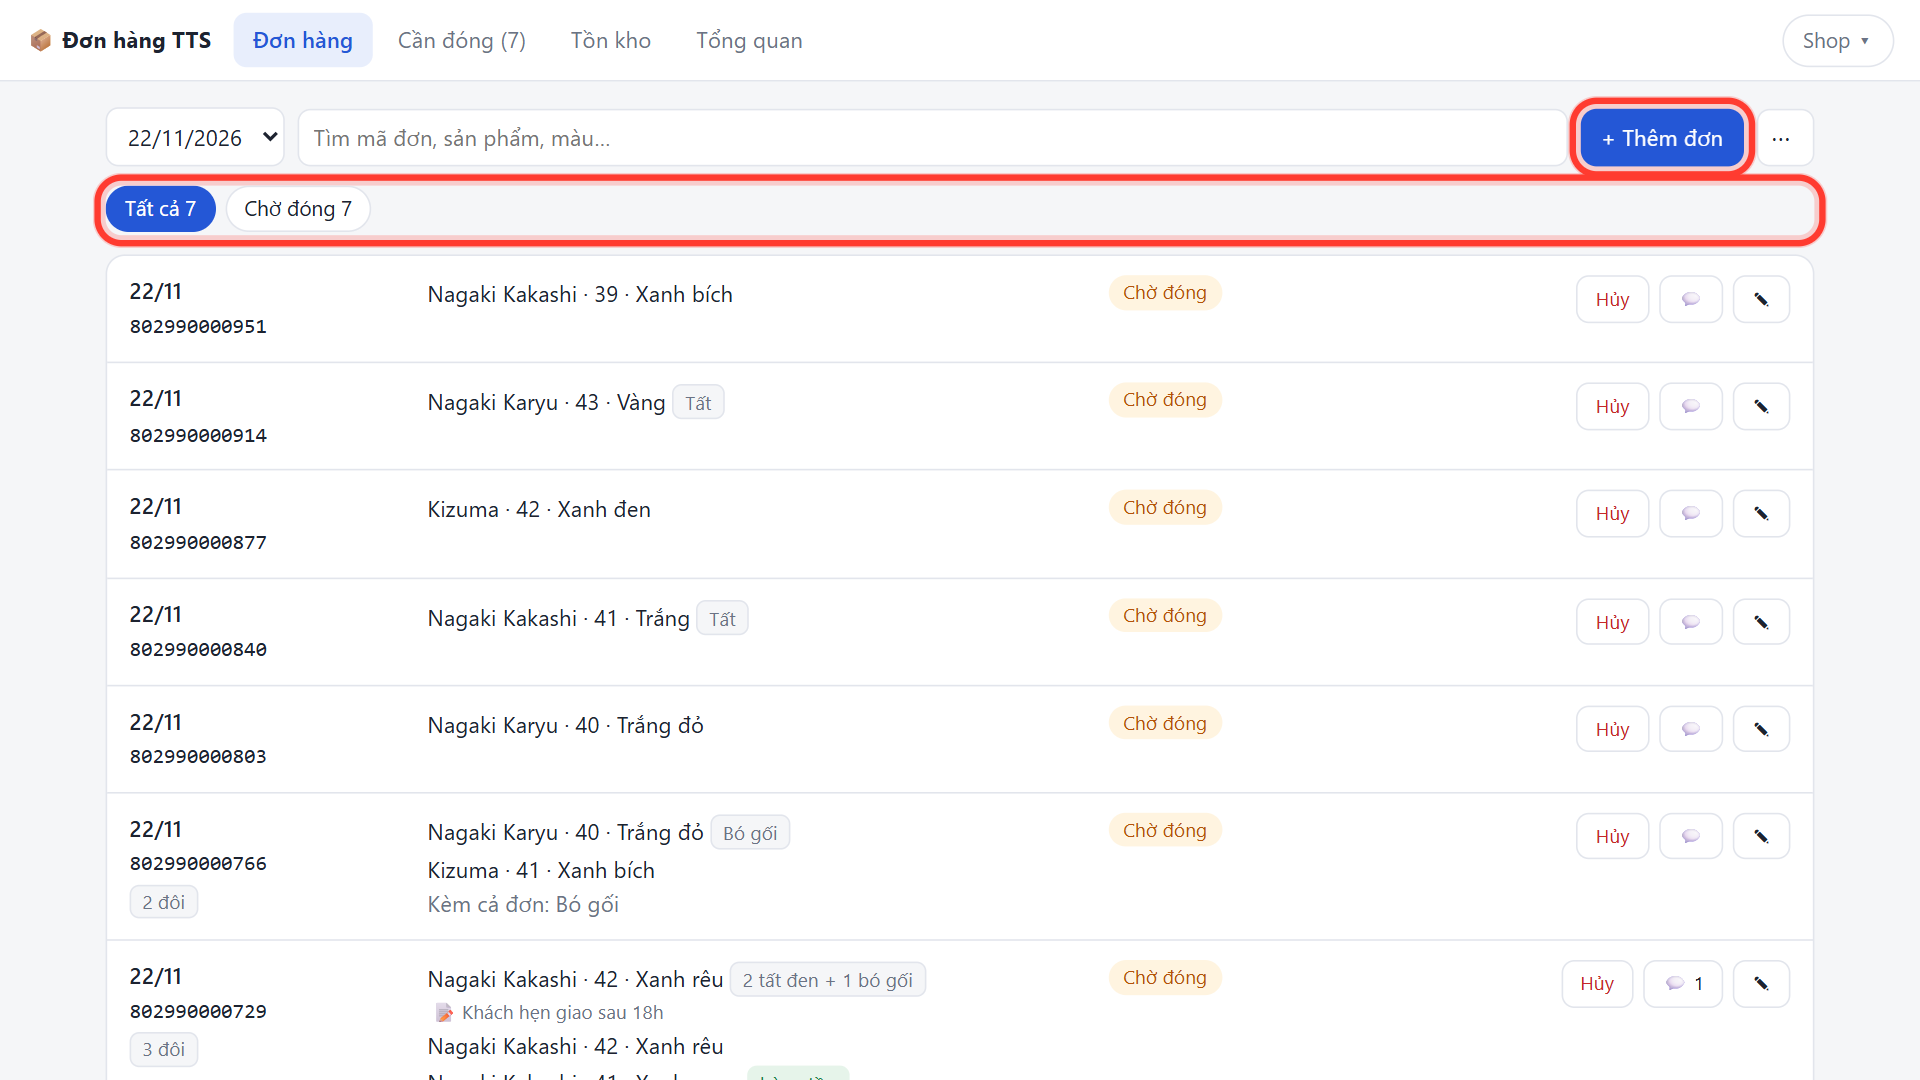 📦 Đơn hàng TTS Đơn hàng Cần đóng (7) Tồn kho Tổng quan Shop ▾
22/11/2026 Tìm mã đơn, sản phẩm, màu... + Thêm đơn ...
Tất cả 7 Chờ đóng 7
22/11 Nagaki Kakashi · 39 · Xanh bích Chờ đóng Hủy
802990000951
22/11 Nagaki Karyu · 43 · Vàng Tất Chờ đóng Hủy
802990000914
22/11 Kizuma · 42 · Xanh đen Chờ đóng Hủy
802990000877
22/11 Nagaki Kakashi · 41 · Trắng Tất Chờ đóng Hủy
802990000840
22/11 Nagaki Karyu · 40 · Trắng đỏ Chờ đóng Hủy
802990000803
22/11 Nagaki Karyu · 40 · Trắng đỏ Bó gối Chờ đóng Hủy
802990000766 Kizuma · 41 · Xanh bích
2 đôi Kèm cả đơn: Bó gối
22/11 Nagaki Kakashi · 42 · Xanh rêu 2 tất đen + 1 bó gối Chờ đóng Hủy 1
802990000729 📝 Khách hẹn giao sau 18h
3 đôi Nagaki Kakashi · 42 · Xanh rêu